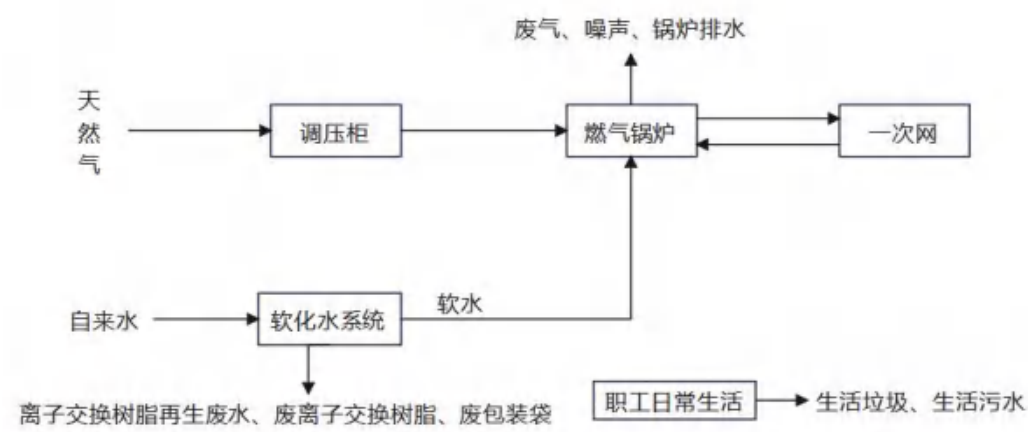 废气、噪声、锅炉排水
天
然
气
调压柜
燃气锅炉
一次网
自来水
软化水系统
软水
离子交换树脂再生废水、废离子交换树脂、废包装袋
职工日常生活
生活垃圾、生活污水